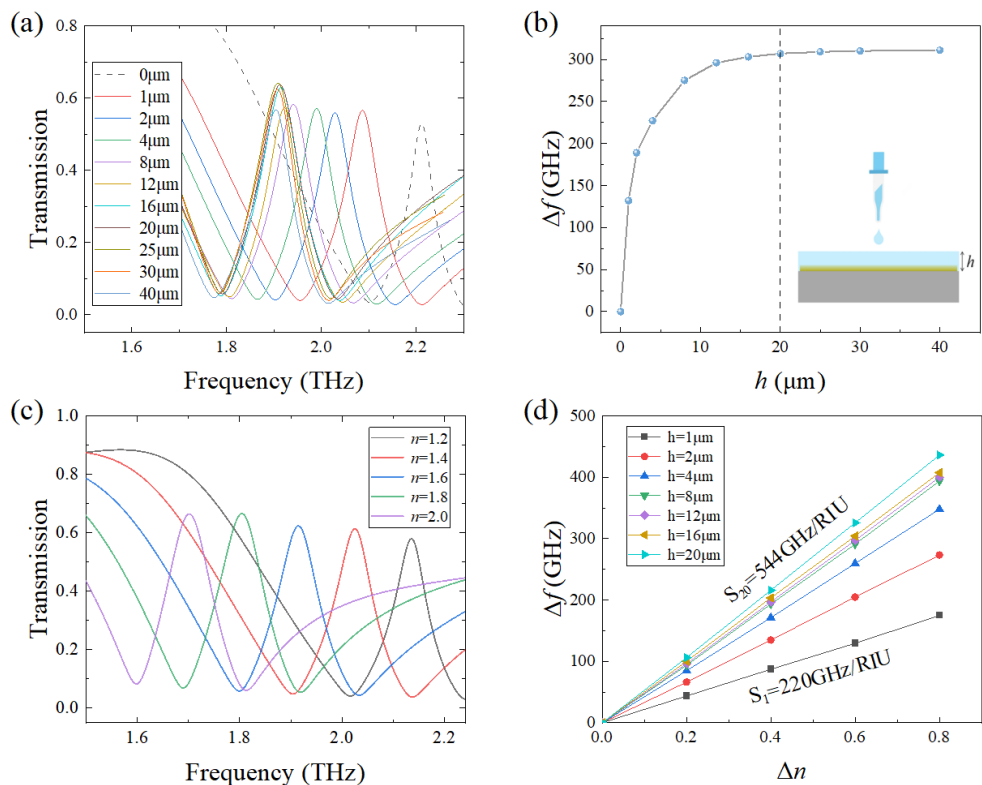 (a)
0.8
0.6
0.4
0.2
0.0
Transmission
0μm
1μm
2μm
4μm
8μm
12μm
16μm
20μm
25μm
30μm
40μm
1.6
1.8
2.0
2.2
Frequency (THz)
(b)
300
250
200
150
100
50
0
Δf (GHz)
h
0
10
20
30
40
h (μm)
(c)
1.0
0.8
0.6
0.4
0.2
0.0
Transmission
n=1.2
n=1.4
n=1.6
n=1.8
n=2.0
1.6
1.8
2.0
2.2
Frequency (THz)
(d)
500
400
300
200
100
0
Δf (GHz)
h=1μm
h=2μm
h=4μm
h=8μm
h=12μm
h=16μm
h=20μm
S₂₀=544GHz/RIU
S₁=220GHz/RIU
0.0
0.2
0.4
0.6
0.8
Δn